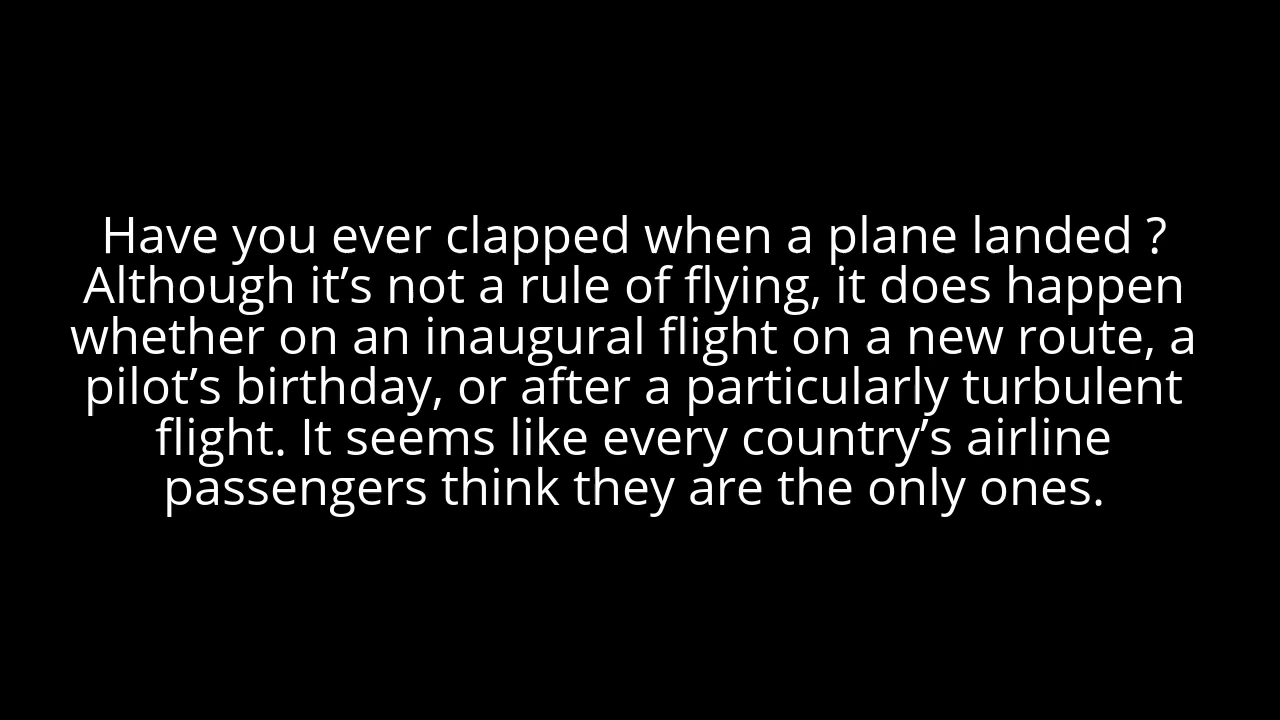 Have you ever clapped when a plane landed ?
Although it’s not a rule of flying, it does happen
whether on an inaugural flight on a new route, a
pilot’s birthday, or after a particularly turbulent
flight. It seems like every country’s airline
passengers think they are the only ones.